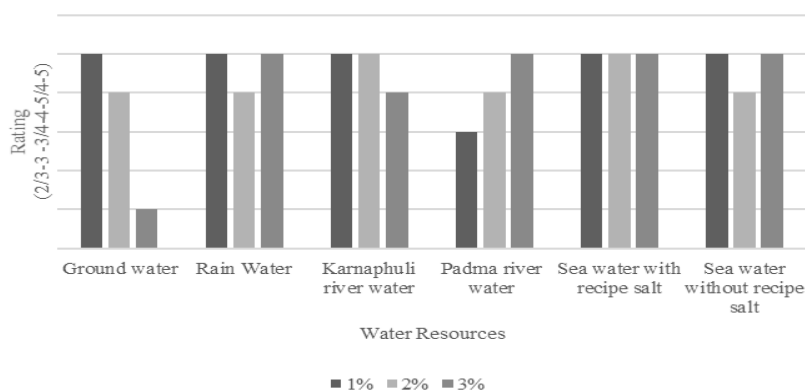 Rating
(2/3-3 -3/4-4-5/4-5)
Ground water
Rain Water
Karnaphuli
river water
Padma river
water
Sea water with
recipe salt
Sea water
without recipe
salt
Water Resources
1% 2% 3%